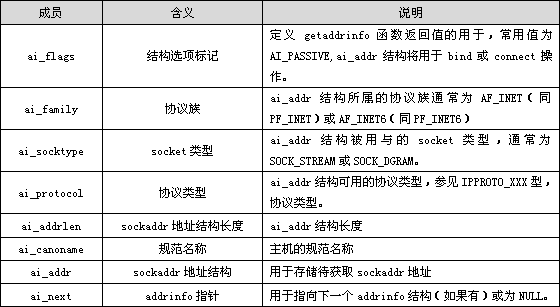 成员 含义 说明
ai_flags 结构选项标记 定义 getaddrinfo 函数返回值的用于，常用值为
AI_PASSIVE,ai_addr 结构将用于 bind 或 connect 操
作。
ai_family 协议族 ai_addr 结构所属的协议族通常为 AF_INET（同
PF_INET）或 AF_INET6（同 PF_INET6）
ai_socktype socket 类型 ai_addr 结构被用与的 socket 类型，通常为
SOCK_STREAM 或 SOCK_DGRAM。
ai_protocol 协议类型 ai_addr 结构可用的协议类型，参见 IPPROTO_XXX 型，
协议类型。
ai_addrlen sockaddr 地址结构长度 ai_addr 结构长度
ai_canoname 规范名称 主机的规范名称
ai_addr sockaddr 地址结构 用于存储待获取 sockaddr 地址
ai_next addrinfo 指针 用于指向下一个 addrinfo 结构（如果有）或为 NULL。